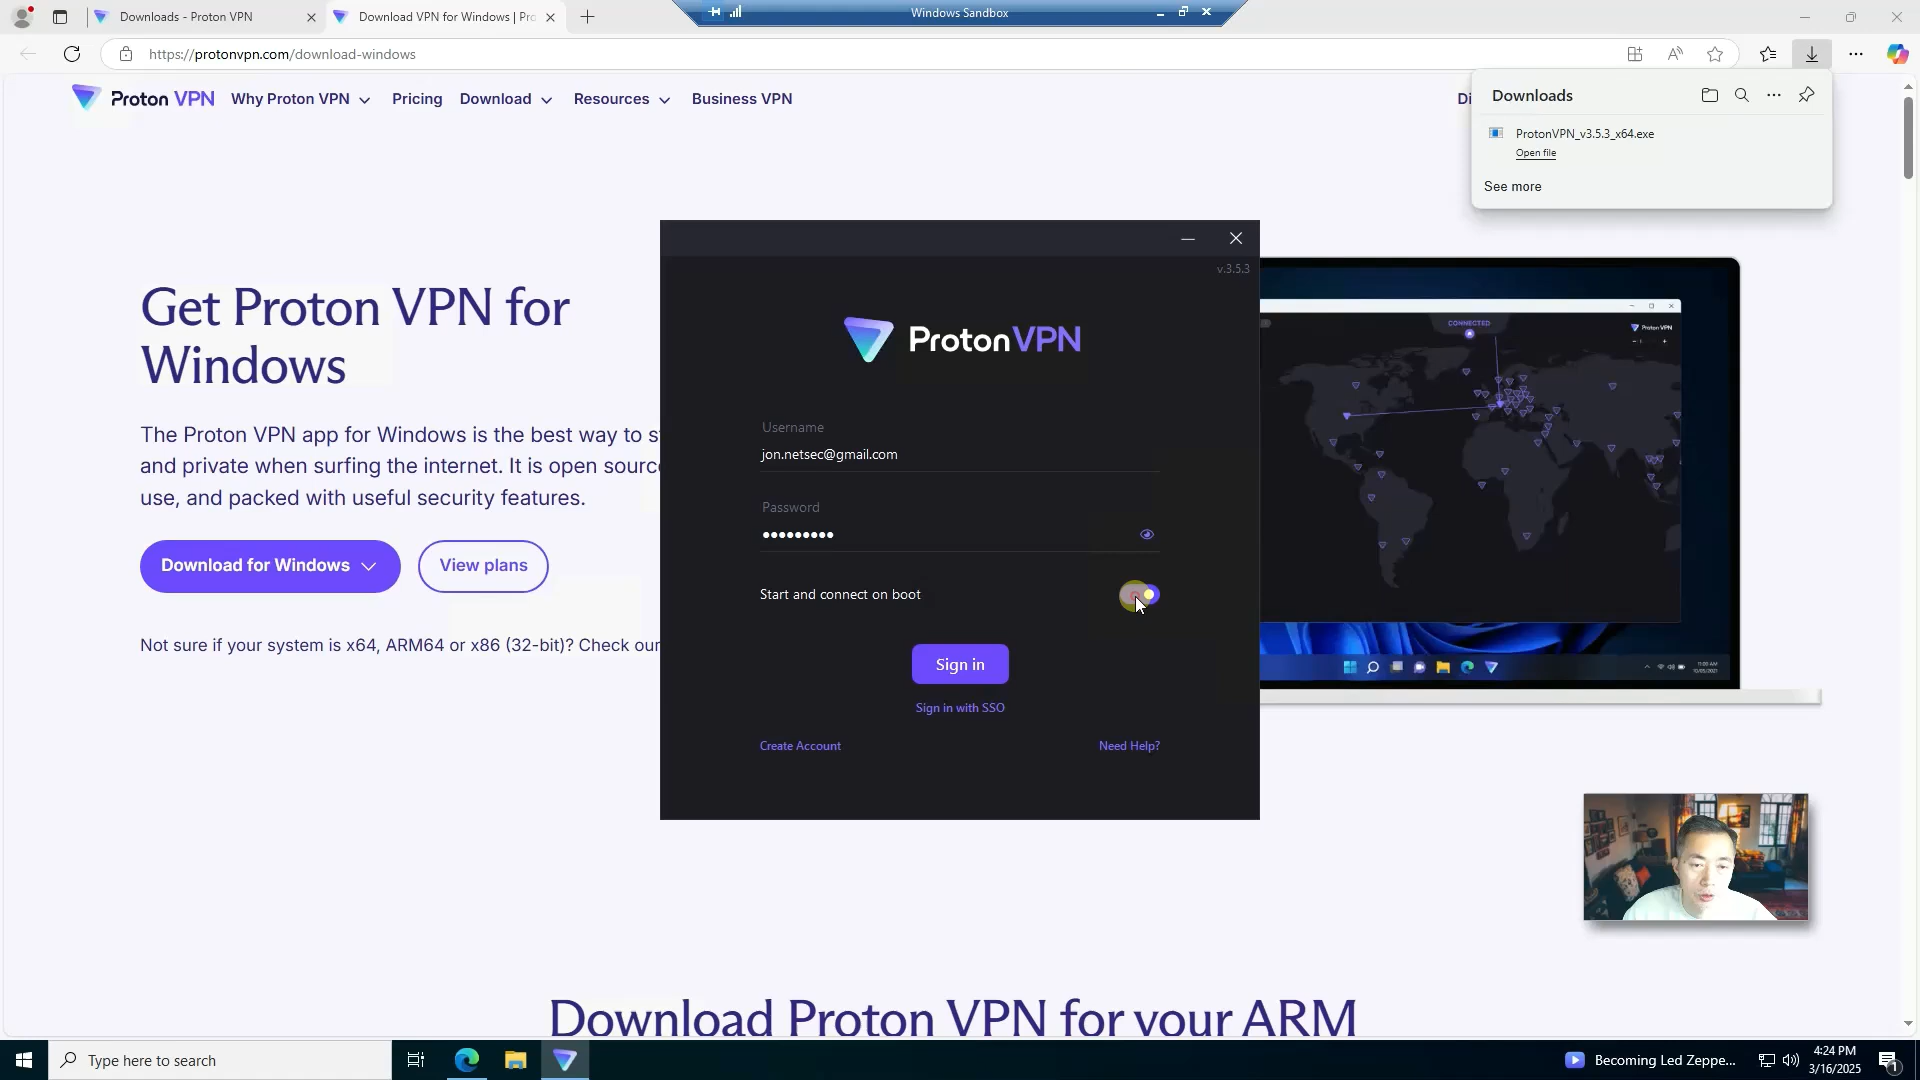 Downloads - Proton VPN
Download VPN for Windows | Pro
Windows Sandbox
https://protonvpn.com/download-windows
Proton VPN
Why Proton VPN
Pricing
Download
Resources
Business VPN
Di
Downloads
ProtonVPN_v3.5.3_x64.exe
Open file
See more
Get Proton VPN for
Windows
The Proton VPN app for Windows is the best way to s
and private when surfing the internet. It is open source
use, and packed with useful security features.
Download for Windows
View plans
Not sure if your system is x64, ARM64 or x86 (32-bit)? Check our
v.3.5.3
ProtonVPN
Username
jon.netsec@gmail.com
Password
Start and connect on boot
Sign in
Sign in with SSO
Create Account
Need Help?
CONNECTED
Proton VPN
Download Proton VPN for your ARM
Type here to search
Becoming Led Zeppe...
4:24 PM
3/16/2025
1